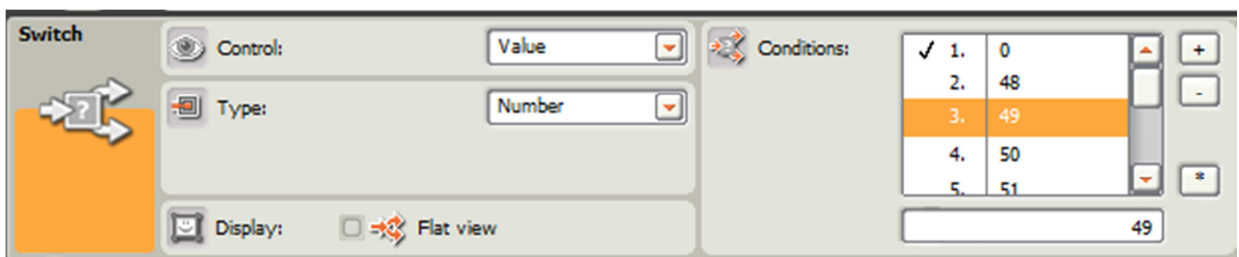 Switch
Control: Value
Type: Number
Display: Flat view
Conditions:
✓ 1. 0
2. 48
3. 49
4. 50
5. 51
+
-
*
49